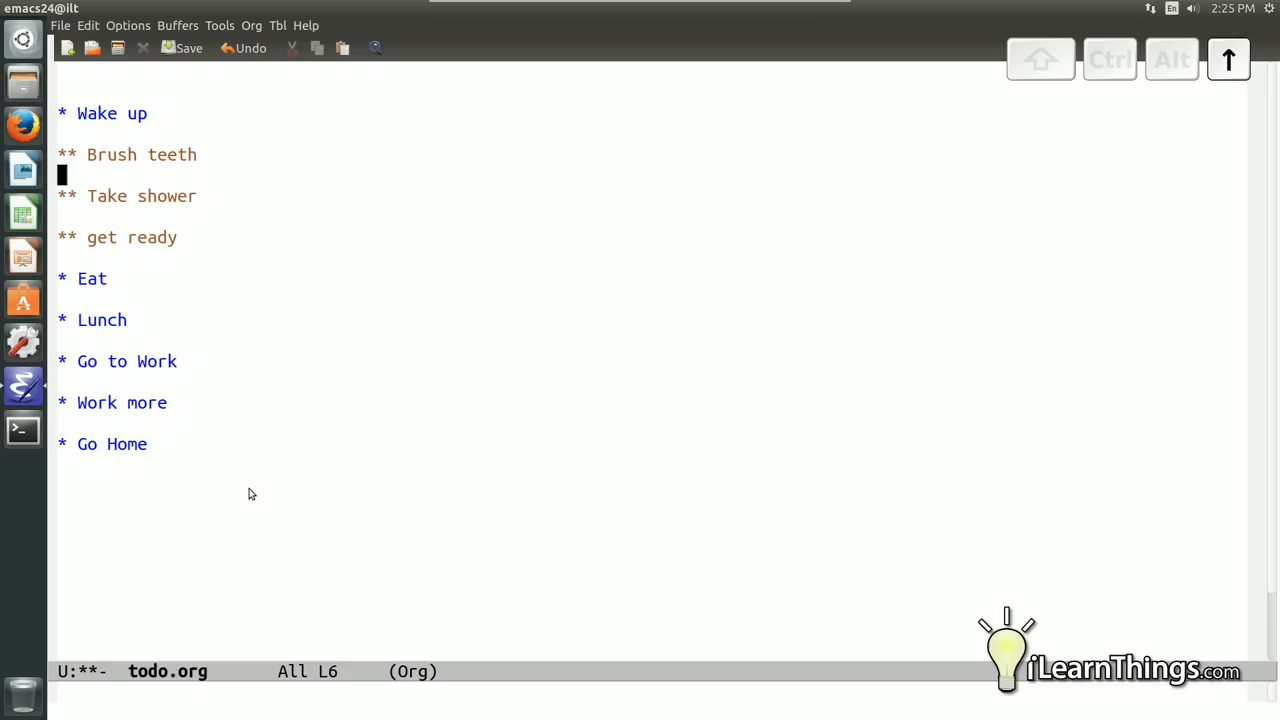 emacs24@ilt En 2:25 PM
File Edit Options Buffers Tools Org Tbl Help
Save Undo
Ctrl Alt ↑
* Wake up
** Brush teeth
** Take shower
** get ready
* Eat
* Lunch
* Go to Work
* Work more
* Go Home
U:**- todo.org All L6 (Org)
iLearnThings.com